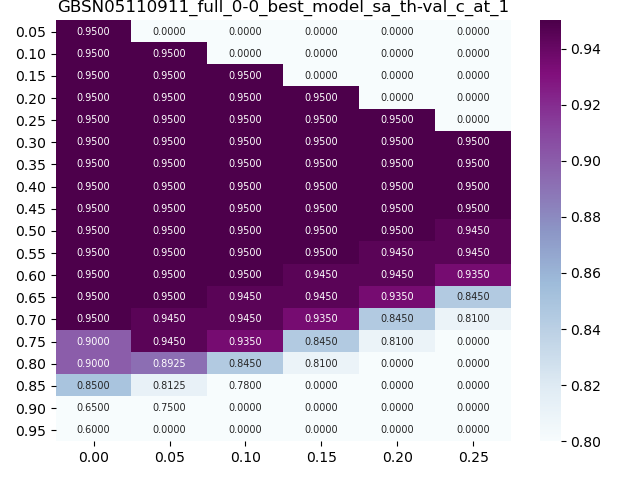 GBSN05110911_full_0-0_best_model_sa_th-val_c_at_1
0.05 0.9500 0.0000 0.0000 0.0000 0.0000 0.0000
0.10 0.9500 0.9500 0.0000 0.0000 0.0000 0.0000
0.15 0.9500 0.9500 0.9500 0.0000 0.0000 0.0000
0.20 0.9500 0.9500 0.9500 0.9500 0.0000 0.0000
0.25 0.9500 0.9500 0.9500 0.9500 0.9500 0.0000
0.30 0.9500 0.9500 0.9500 0.9500 0.9500 0.9500
0.35 0.9500 0.9500 0.9500 0.9500 0.9500 0.9500
0.40 0.9500 0.9500 0.9500 0.9500 0.9500 0.9500
0.45 0.9500 0.9500 0.9500 0.9500 0.9500 0.9500
0.50 0.9500 0.9500 0.9500 0.9500 0.9500 0.9450
0.55 0.9500 0.9500 0.9500 0.9500 0.9450 0.9450
0.60 0.9500 0.9500 0.9500 0.9450 0.9450 0.9350
0.65 0.9500 0.9500 0.9450 0.9450 0.9350 0.8450
0.70 0.9500 0.9450 0.9450 0.9350 0.8450 0.8100
0.75 0.9000 0.9450 0.9350 0.8450 0.8100 0.0000
0.80 0.9000 0.8925 0.8450 0.8100 0.0000 0.0000
0.85 0.8500 0.8125 0.7800 0.0000 0.0000 0.0000
0.90 0.6500 0.7500 0.0000 0.0000 0.0000 0.0000
0.95 0.6000 0.0000 0.0000 0.0000 0.0000 0.0000
0.00 0.05 0.10 0.15 0.20 0.25
0.94
0.92
0.90
0.88
0.86
0.84
0.82
0.80